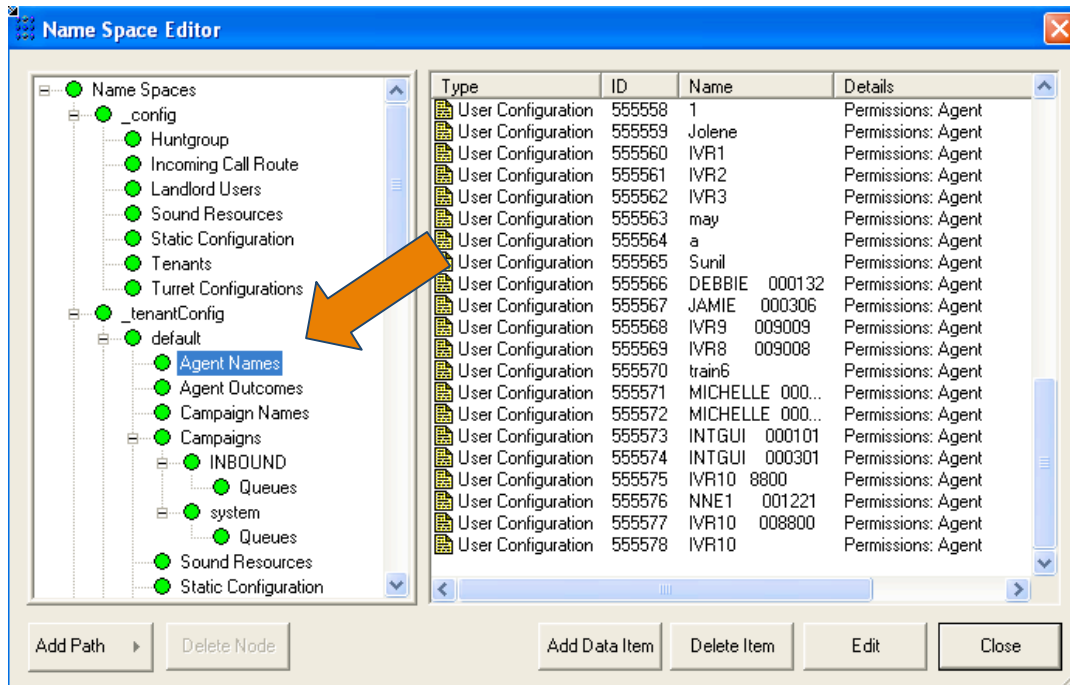 Name Space Editor
Name Spaces
_config
Huntgroup
Incoming Call Route
Landlord Users
Sound Resources
Static Configuration
Tenants
Turret Configurations
_tenantConfig
default
Agent Names
Agent Outcomes
Campaign Names
Campaigns
INBOUND
Queues
system
Queues
Sound Resources
Static Configuration
Type ID Name Details
User Configuration 555558 1 Permissions: Agent
User Configuration 555559 Jolene Permissions: Agent
User Configuration 555560 IVR1 Permissions: Agent
User Configuration 555561 IVR2 Permissions: Agent
User Configuration 555562 IVR3 Permissions: Agent
User Configuration 555563 may Permissions: Agent
User Configuration 555564 a Permissions: Agent
User Configuration 555565 Sunil Permissions: Agent
User Configuration 555566 DEBBIE 000132 Permissions: Agent
User Configuration 555567 JAMIE 000306 Permissions: Agent
User Configuration 555568 IVR9 009009 Permissions: Agent
User Configuration 555569 IVR8 009008 Permissions: Agent
User Configuration 555570 train6 Permissions: Agent
User Configuration 555571 MICHELLE 000... Permissions: Agent
User Configuration 555572 MICHELLE 000... Permissions: Agent
User Configuration 555573 INTGUI 000101 Permissions: Agent
User Configuration 555574 INTGUI 000301 Permissions: Agent
User Configuration 555575 IVR10 8800 Permissions: Agent
User Configuration 555576 NNE1 001221 Permissions: Agent
User Configuration 555577 IVR10 008800 Permissions: Agent
User Configuration 555578 IVR10 Permissions: Agent
Add Path Delete Node Add Data Item Delete Item Edit Close